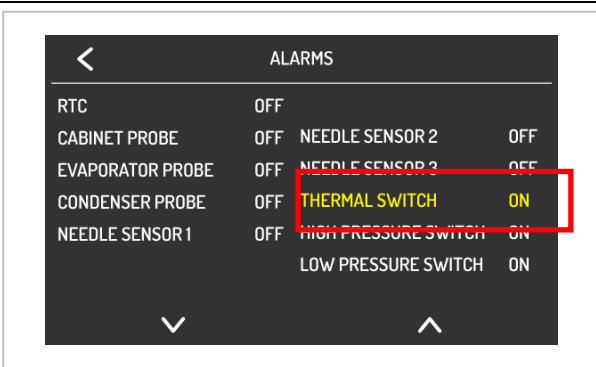 ALARMS
RTC OFF
CABINET PROBE OFF NEEDLE SENSOR 2 OFF
EVAPORATOR PROBE OFF NEEDLE SENSOR 3 OFF
CONDENSER PROBE OFF THERMAL SWITCH ON
NEEDLE SENSOR 1 OFF HIGH PRESSURE SWITCH ON
LOW PRESSURE SWITCH ON